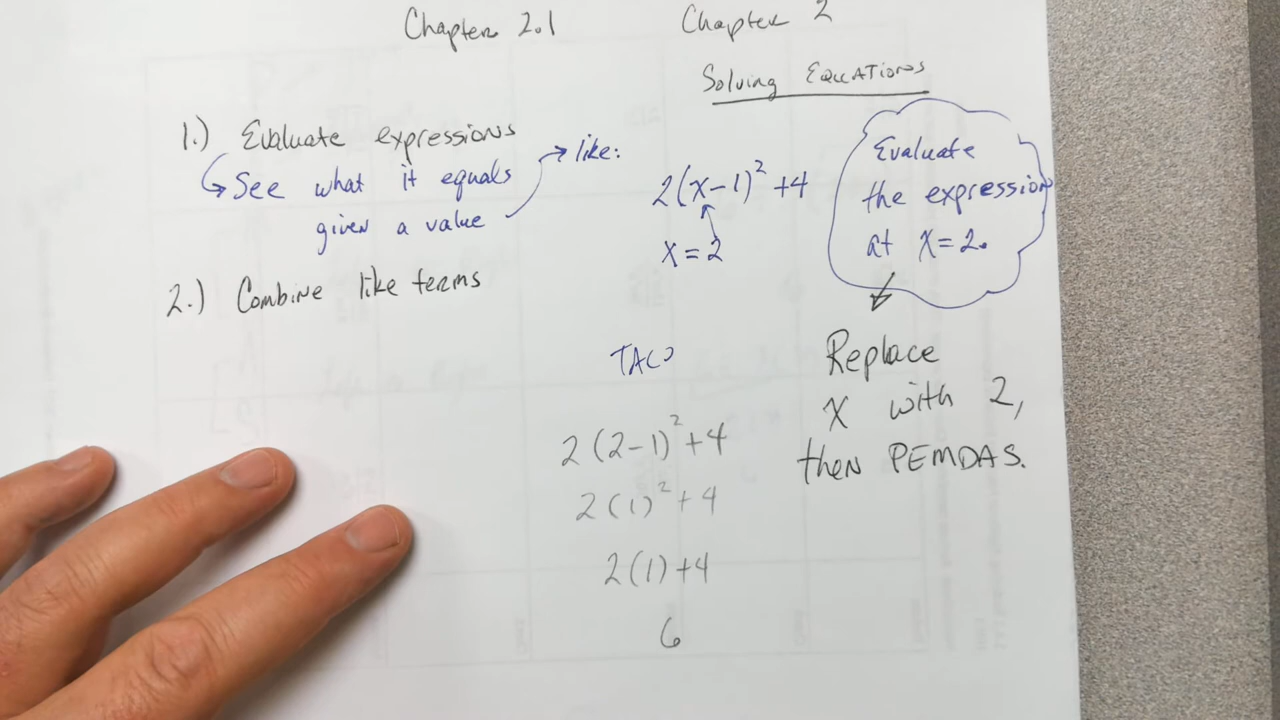 Chapter 2.1
Chapter 2
Solving Equations
1.) Evaluate expressions
See what it equals
given a value
like:
2(x-1)² +4
x=2
Evaluate
the expression
at x=2.
2.) Combine like terms
TACO
Replace
x with 2,
then PEMDAS.
2(2-1)²+4
2(1)²+4
2(1)+4
6